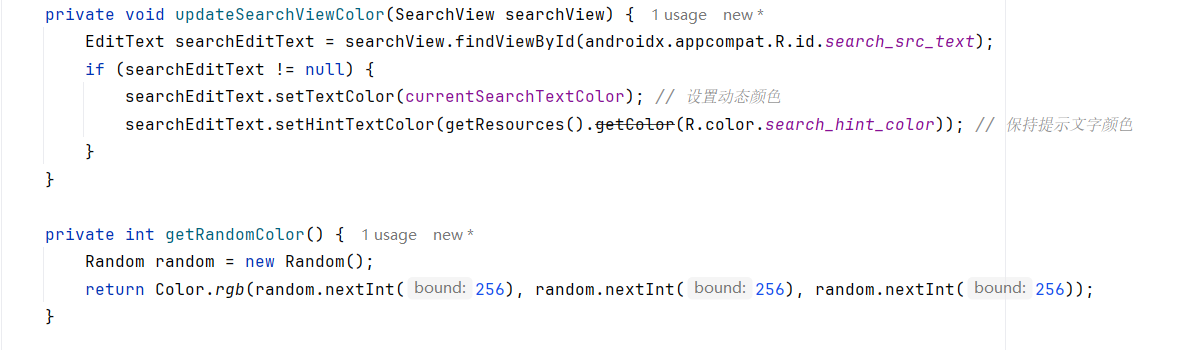 private void updateSearchViewColor(SearchView searchView) { 1 usage new *
EditText searchEditText = searchView.findViewById(androidx.appcompat.R.id.search_src_text);
if (searchEditText != null) {
searchEditText.setTextColor(currentSearchTextColor); // 设置动态颜色
searchEditText.setHintTextColor(getResources().getColor(R.color.search_hint_color)); // 保持提示文字颜色
}
}
private int getRandomColor() { 1 usage new *
Random random = new Random();
return Color.rgb(random.nextInt( bound: 256), random.nextInt( bound: 256), random.nextInt( bound: 256));
}